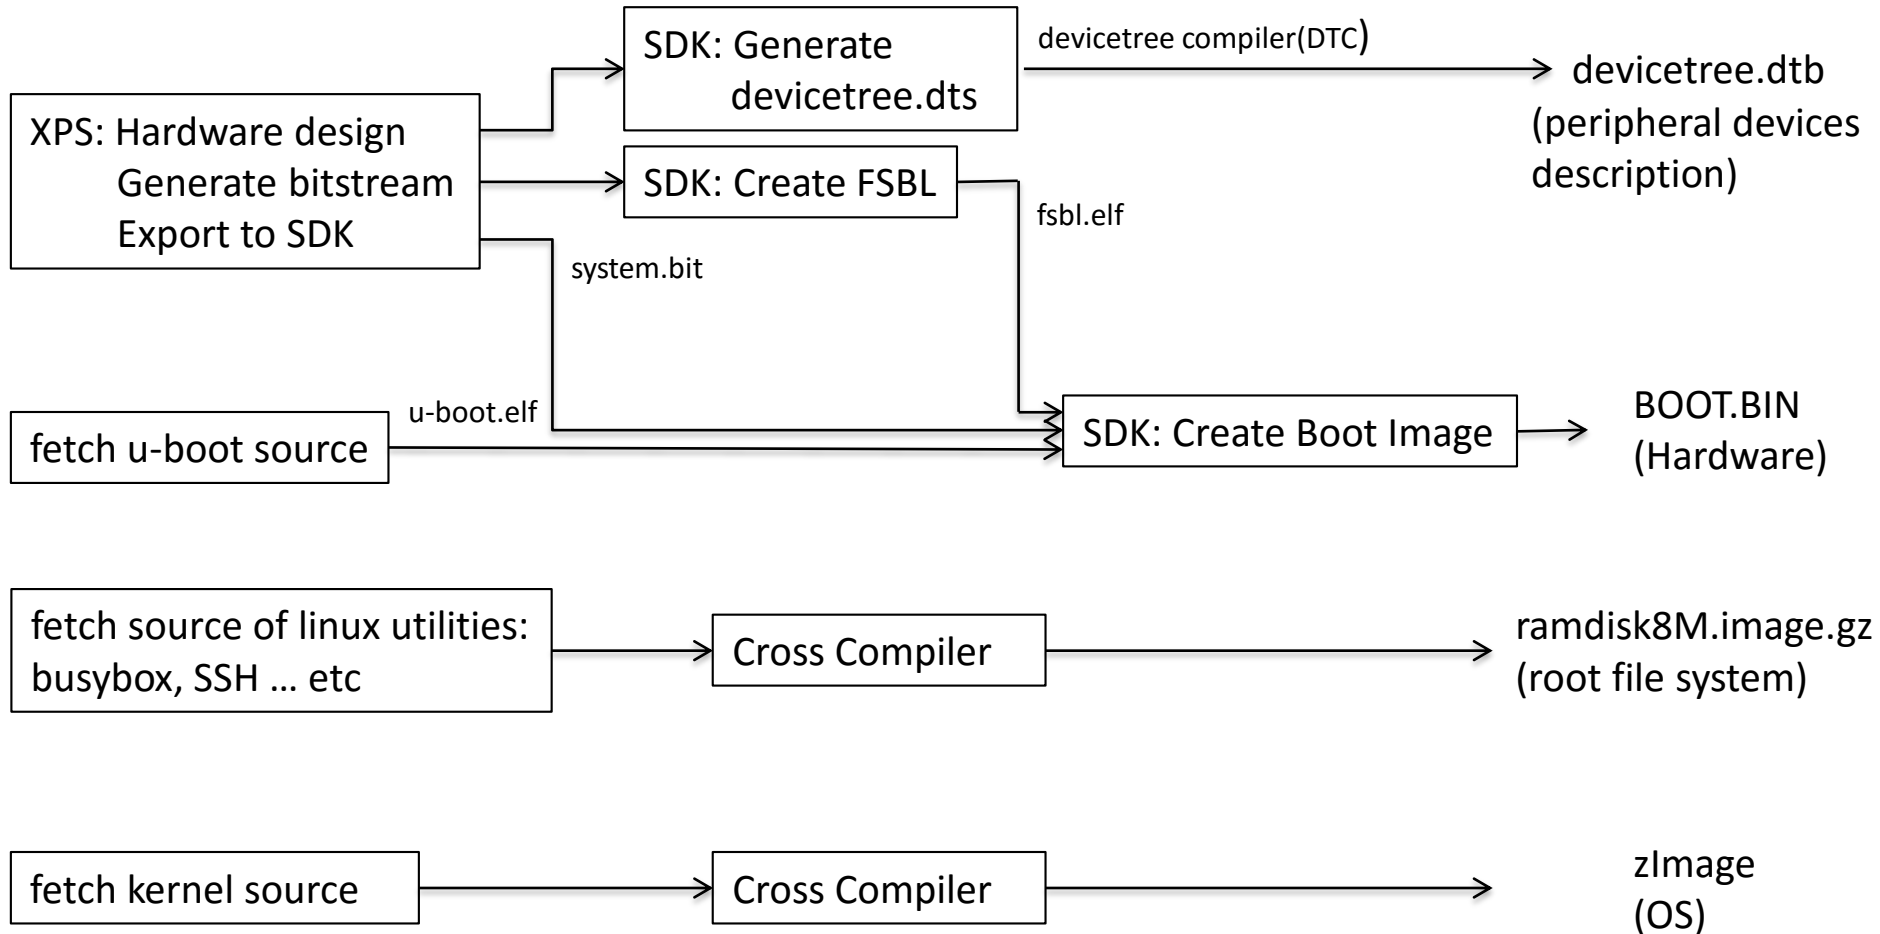 SDK: Generate
devicetree.dts
devicetree compiler(DTC)
devicetree.dtb
(peripheral devices
description)
XPS: Hardware design
Generate bitstream
Export to SDK
SDK: Create FSBL
fsbl.elf
system.bit
u-boot.elf
fetch u-boot source
SDK: Create Boot Image
BOOT.BIN
(Hardware)
fetch source of linux utilities:
busybox, SSH … etc
Cross Compiler
ramdisk8M.image.gz
(root file system)
fetch kernel source
Cross Compiler
zImage
(OS)